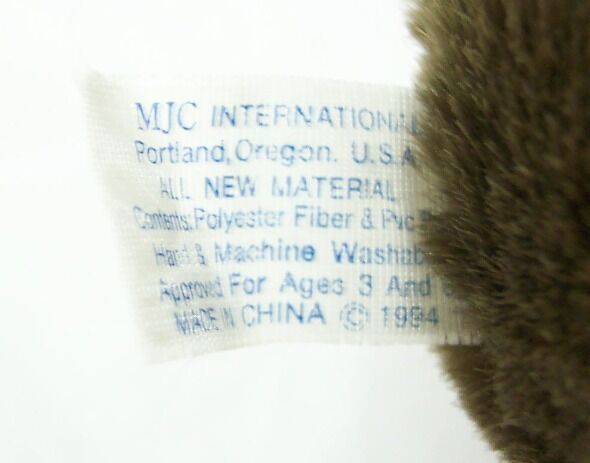 MJC INTERNATIONAL
Portland, Oregon. U.S.A
ALL NEW MATERIAL
Contents: Polyester Fiber & Pvc
Hand & Machine Washab
Approved For Ages 3 And
MADE IN CHINA © 1994